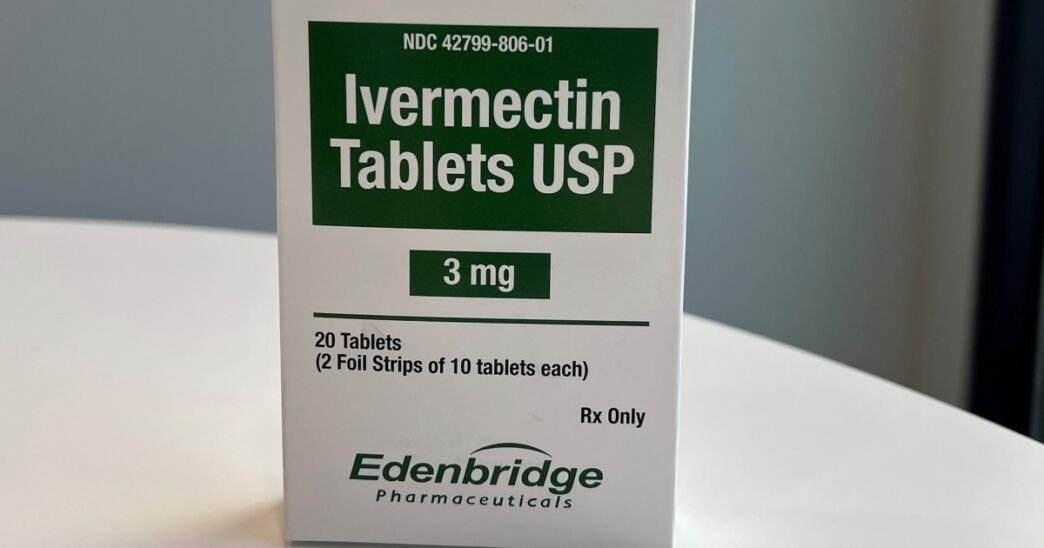 NDC 42799-806-01
Ivermectin
Tablets USP
3 mg
20 Tablets
(2 Foil Strips of 10 tablets each)
Rx Only
Edenbridge
Pharmaceuticals